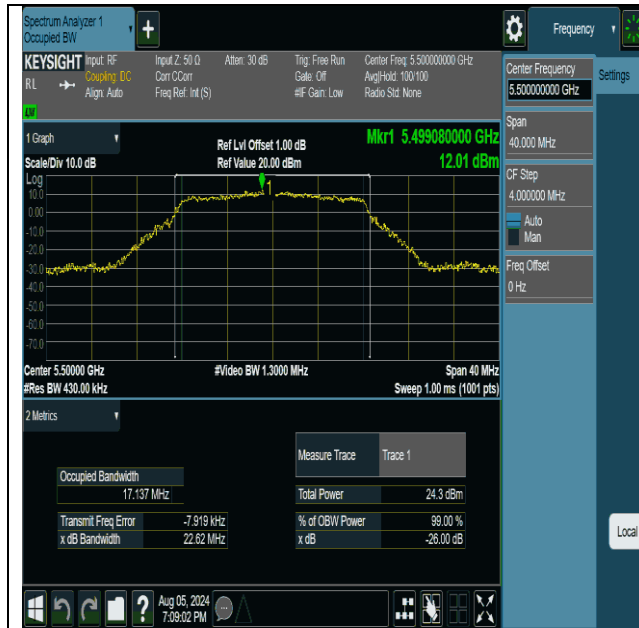 Spectrum Analyzer 1
Occupied BW
+
Frequency
KEYSIGHT
RL
Input: RF
Coupling: DC
Align: Auto
Input Z: 50 Ω
Corr CCorr
Freq Ref: Int (S)
Atten: 30 dB
Trig: Free Run
Gate: Off
#IF Gain: Low
Center Freq: 5.500000000 GHz
Avg|Hold: 100/100
Radio Std: None
Center Frequency
5.500000000 GHz
Settings
Span
40.000 MHz
CF Step
4.000000 MHz
Auto
Man
Freq Offset
0 Hz
Local
1 Graph
Scale/Div 10.0 dB
Ref Lvl Offset 1.00 dB
Ref Value 20.00 dBm
Mkr1 5.499080000 GHz
12.01 dBm
Log
10.0
0.00
-10.0
-20.0
-30.0
-40.0
-50.0
-60.0
-70.0
1
Center 5.50000 GHz
#Res BW 430.00 kHz
#Video BW 1.3000 MHz
Span 40 MHz
Sweep 1.00 ms (1001 pts)
2 Metrics
Measure Trace Trace 1
Occupied Bandwidth
17.137 MHz
Total Power 24.3 dBm
Transmit Freq Error -7.919 kHz
% of OBW Power 99.00 %
x dB Bandwidth 22.62 MHz
x dB -26.00 dB
?
Aug 05, 2024
7:09:02 PM